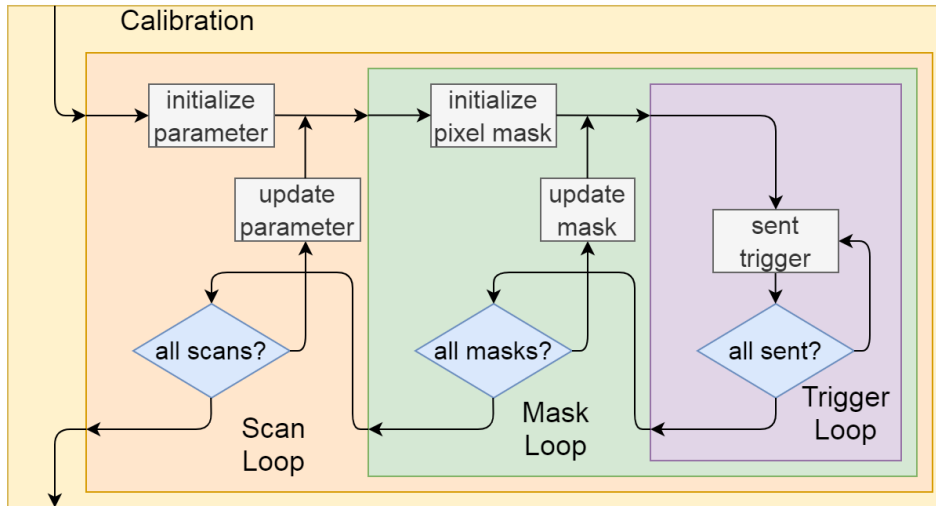 Calibration
initialize
parameter
initialize
pixel mask
update
parameter
update
mask
sent
trigger
all scans?
all masks?
all sent?
Scan
Loop
Mask
Loop
Trigger
Loop